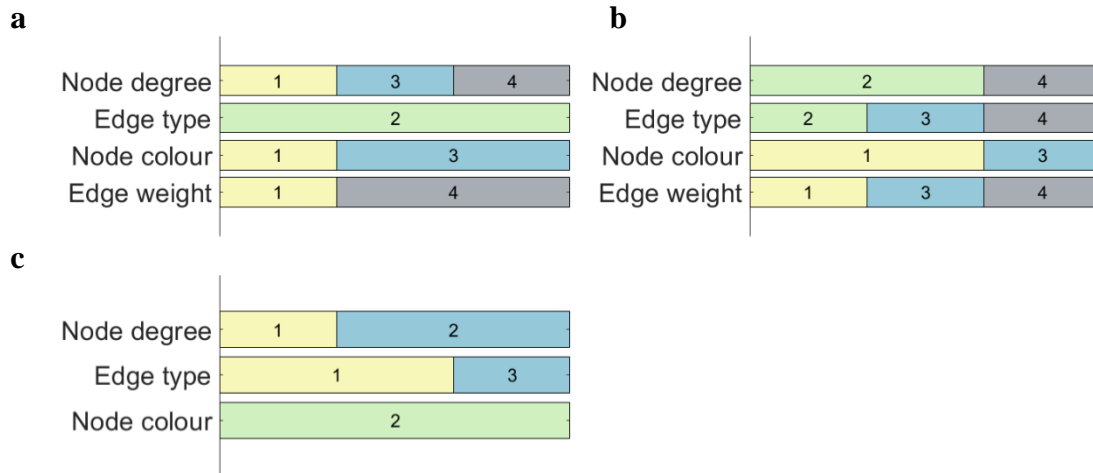 a
Node degree 1 3 4
Edge type 2
Node colour 1 3
Edge weight 1 4
b
Node degree 2 4
Edge type 2 3 4
Node colour 1 3
Edge weight 1 3 4
c
Node degree 1 2
Edge type 1 3
Node colour 2